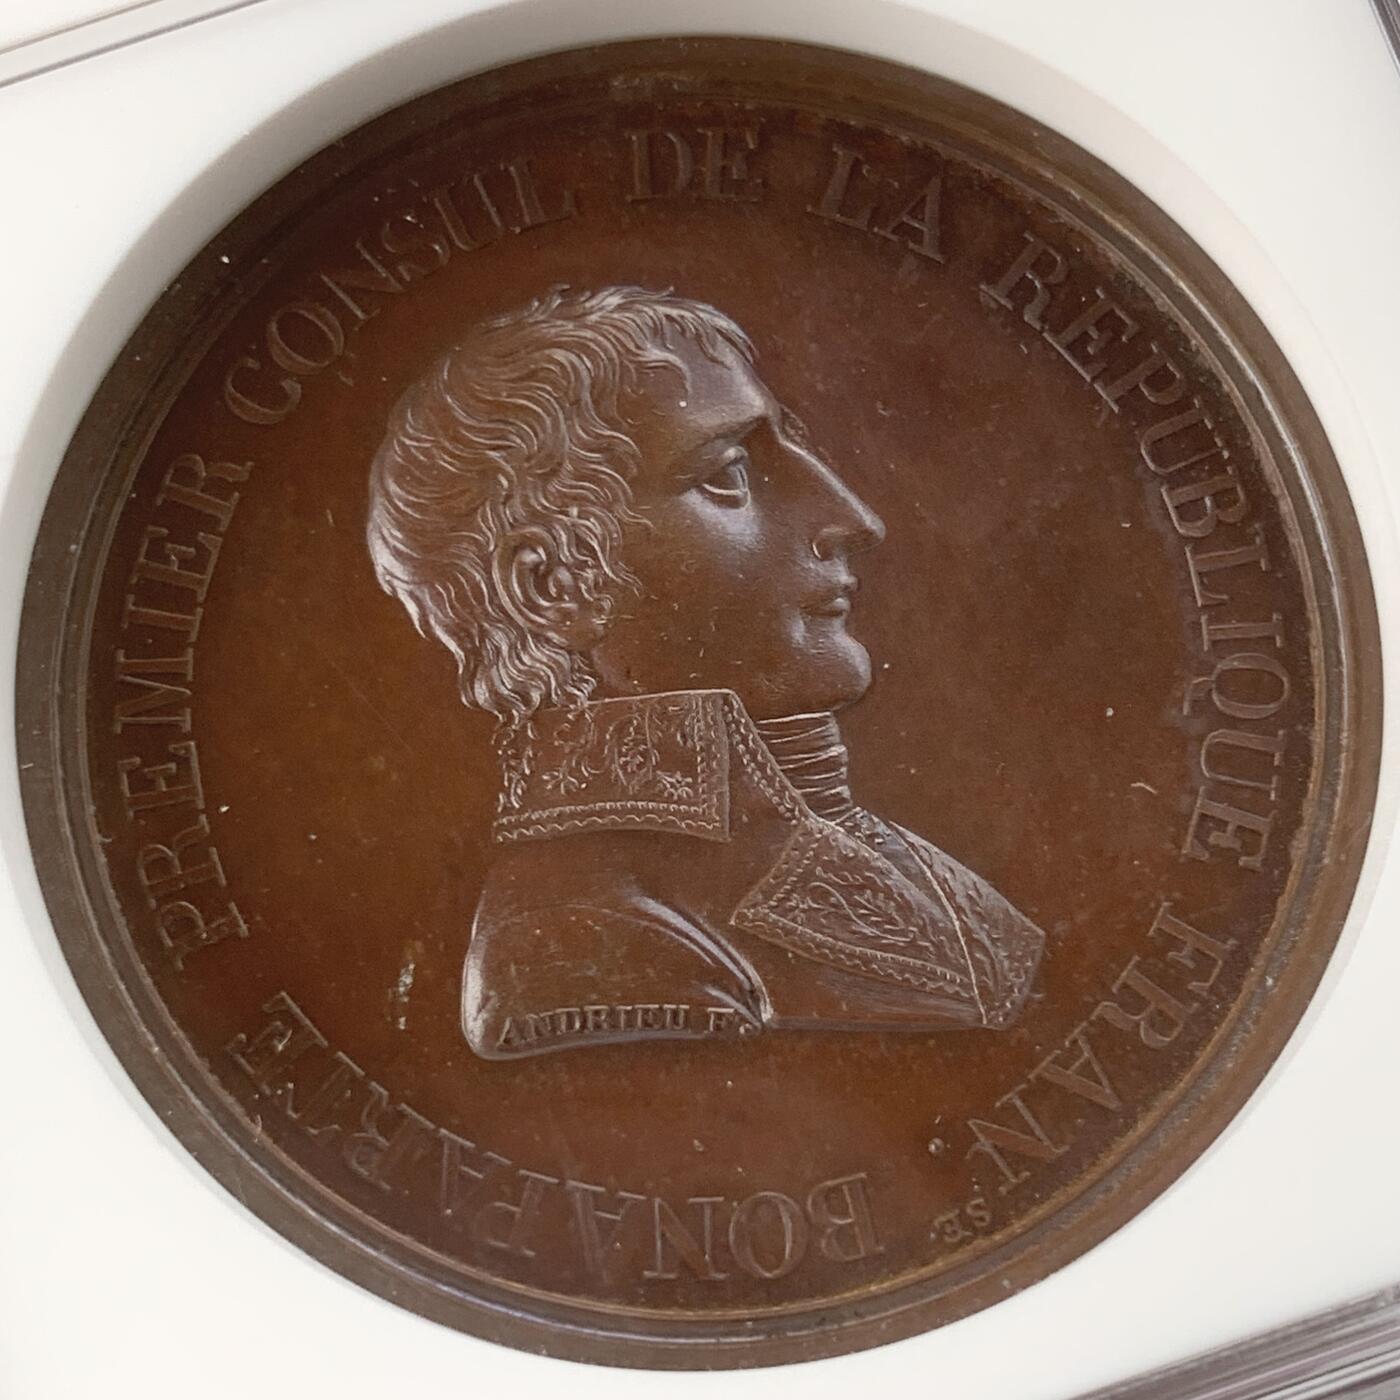 BONAPARTE PREMIER CONSUL DE LA REPUBLIQUE FRAN.SE.
ANDRIEU F.